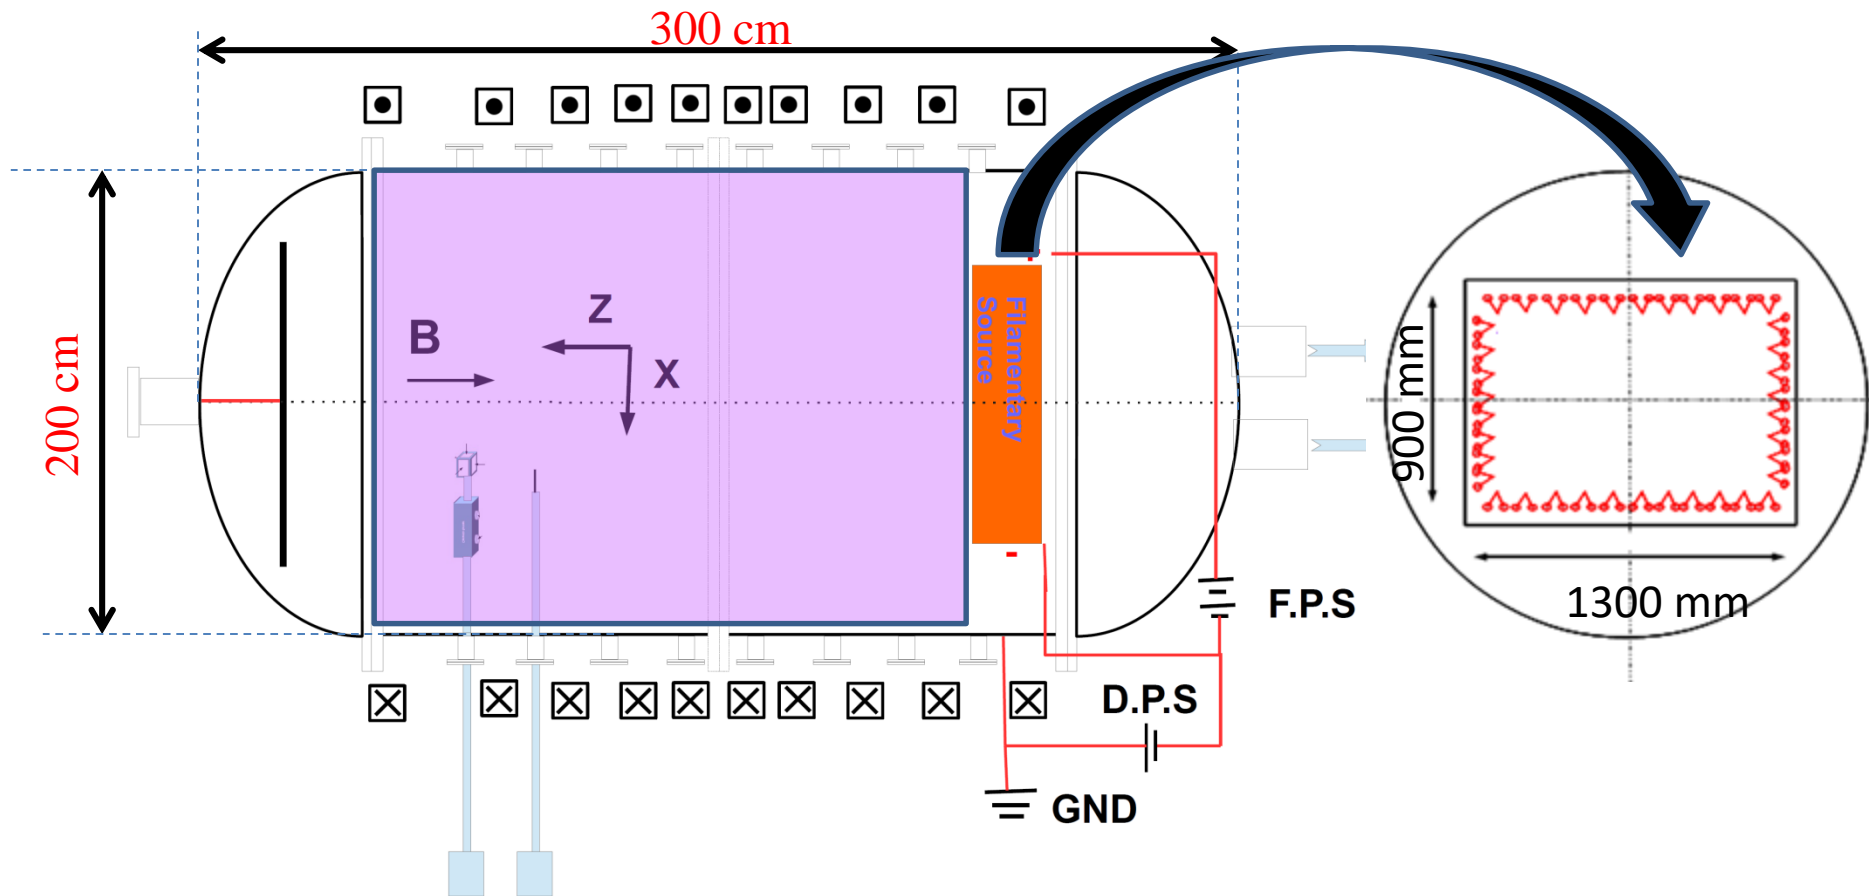 300 cm
200 cm
B
Z
X
Filamentary
Source
-
-
F.P.S
D.P.S
GND
900 mm
1300 mm